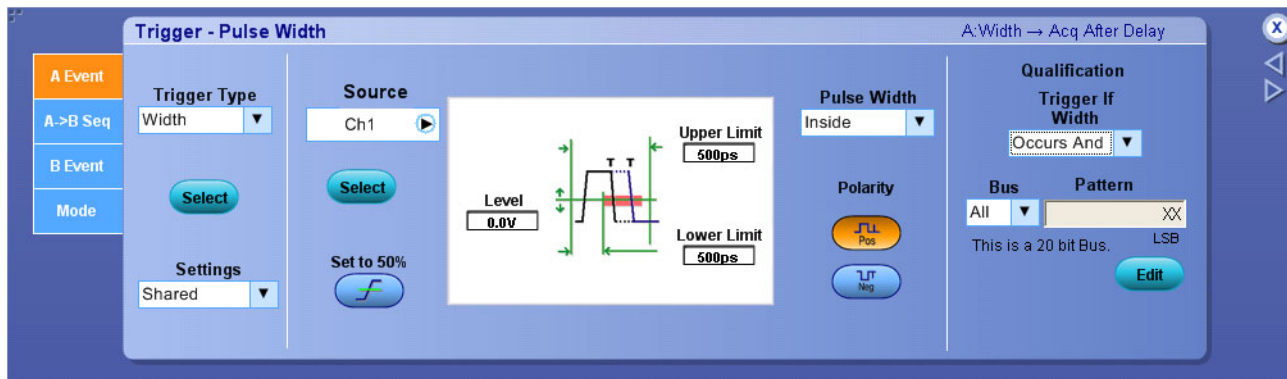 Trigger - Pulse Width
A:Width → Acq After Delay
X
A Event
A->B Seq
B Event
Mode
Trigger Type
Width
Select
Settings
Shared
Source
Ch1
Select
Set to 50%
Level
0.0V
T T
Upper Limit
500ps
Lower Limit
500ps
Pulse Width
Inside
Polarity
Pos
Neg
Qualification
Trigger If
Width
Occurs And
Bus
Pattern
All
XX
This is a 20 bit Bus.
LSB
Edit